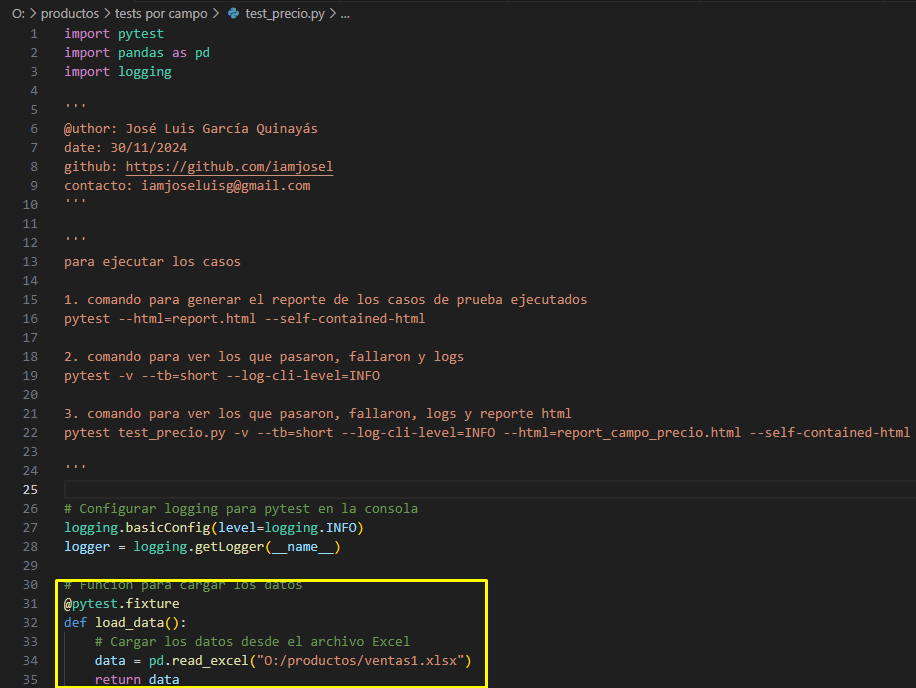 O: > productos > tests por campo > test_precio.py > ...
1 import pytest
2 import pandas as pd
3 import logging
4
5 '''
6 @uthor: José Luis García Quinayás
7 date: 30/11/2024
8 github: https://github.com/iamjosel
9 contacto: iamjoseluisg@gmail.com
10 '''
11
12 '''
13 para ejecutar los casos
14
15 1. comando para generar el reporte de los casos de prueba ejecutados
16 pytest --html=report.html --self-contained-html
17
18 2. comando para ver los que pasaron, fallaron y logs
19 pytest -v --tb=short --log-cli-level=INFO
20
21 3. comando para ver los que pasaron, fallaron, logs y reporte html
22 pytest test_precio.py -v --tb=short --log-cli-level=INFO --html=report_campo_precio.html --self-contained-html
23
24 '''
25
26 # Configurar logging para pytest en la consola
27 logging.basicConfig(level=logging.INFO)
28 logger = logging.getLogger(__name__)
29
30 # Función para cargar los datos
31 @pytest.fixture
32 def load_data():
33     # Cargar los datos desde el archivo Excel
34     data = pd.read_excel("O:/productos/ventas1.xlsx")
35     return data